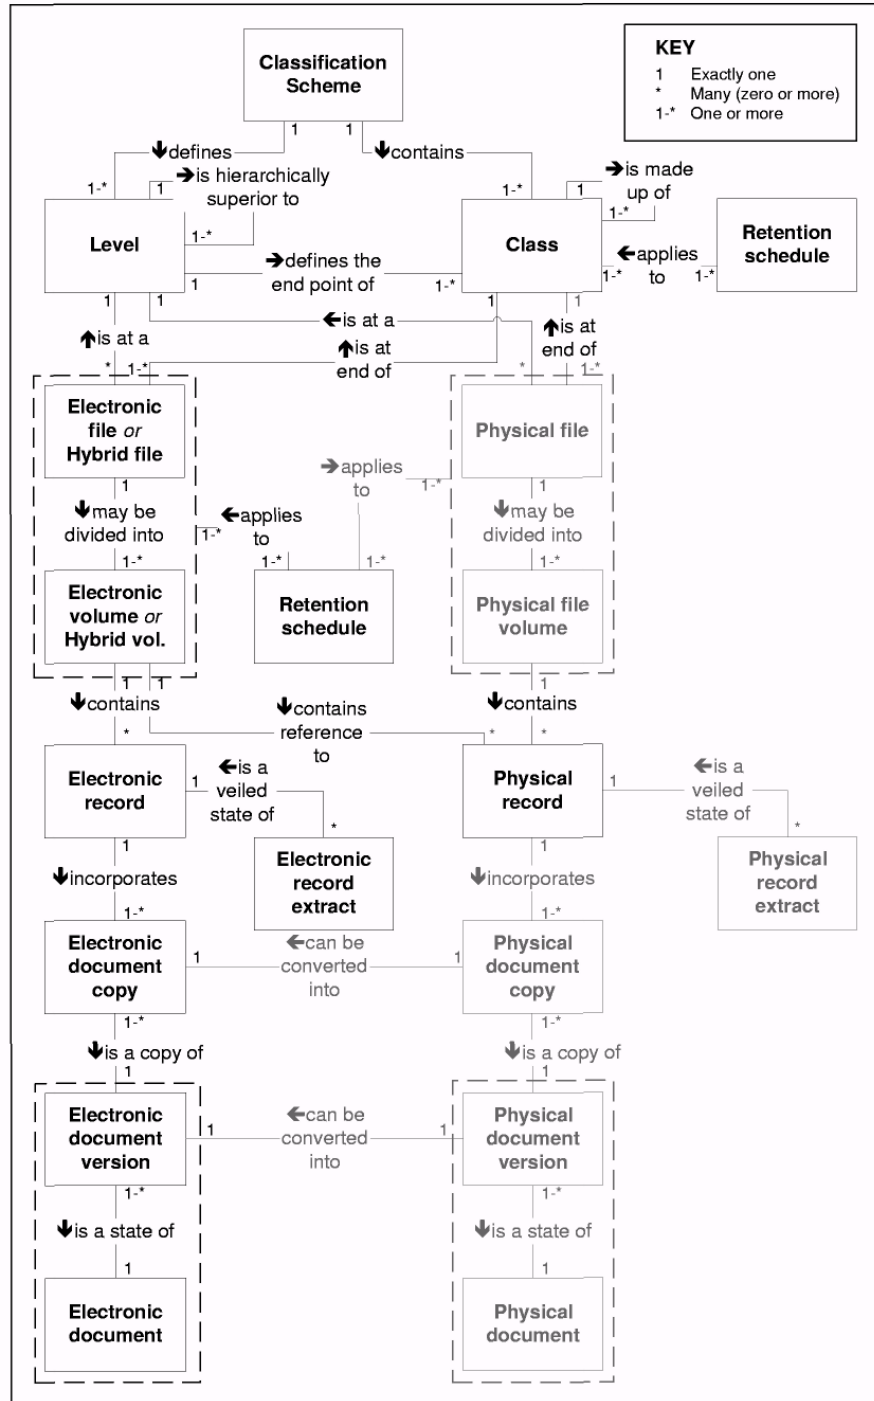 Classification
Scheme
KEY
1 Exactly one
* Many (zero or more)
1-* One or more
1
1
🡻defines
🡻contains
1-*
1
🡺is hierarchically
superior to
1-*
1-*
1
🡺is made
up of
1-*
Level
Class
Retention
schedule
1-*
🡸applies
to
1-*
1
🡺defines the
end point of
1-*
1
1
1
1
🡹is at a
🡸is at a
🡹is at
end of
🡹is at
end of
*
1-*
*
1-*
Electronic
file or
Hybrid file
Physical file
1
🡺applies
to
1-*
1
🡻may be
divided into
1-*
🡸applies
to
🡻may be
divided into
1-*
1-*
1-*
1-*
Electronic
volume or
Hybrid vol.
Retention
schedule
Physical file
volume
1
1
1
🡻contains
🡻contains
reference
to
🡻contains
*
*
*
Electronic
record
1
🡸is a
veiled
state of
*
Physical
record
1
🡸is a
veiled
state of
*
1
1
Electronic
record
extract
Physical
record
extract
🡻incorporates
🡻incorporates
1-*
1-*
Electronic
document
copy
1
🡸can be
converted
into
1
Physical
document
copy
1-*
1-*
🡻is a copy of
🡻is a copy of
1
1
Electronic
document
version
1
🡸can be
converted
into
1
Physical
document
version
1-*
1-*
🡻is a state of
🡻is a state of
1
1
Electronic
document
Physical
document